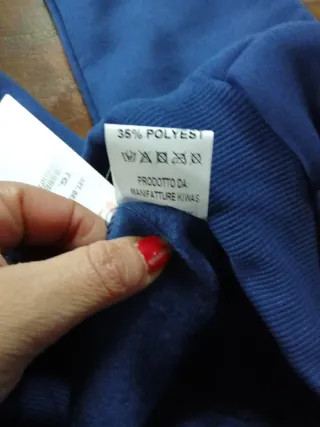 35% POLYEST
PRODOTTO DA
MANIFATTURE KIWAS